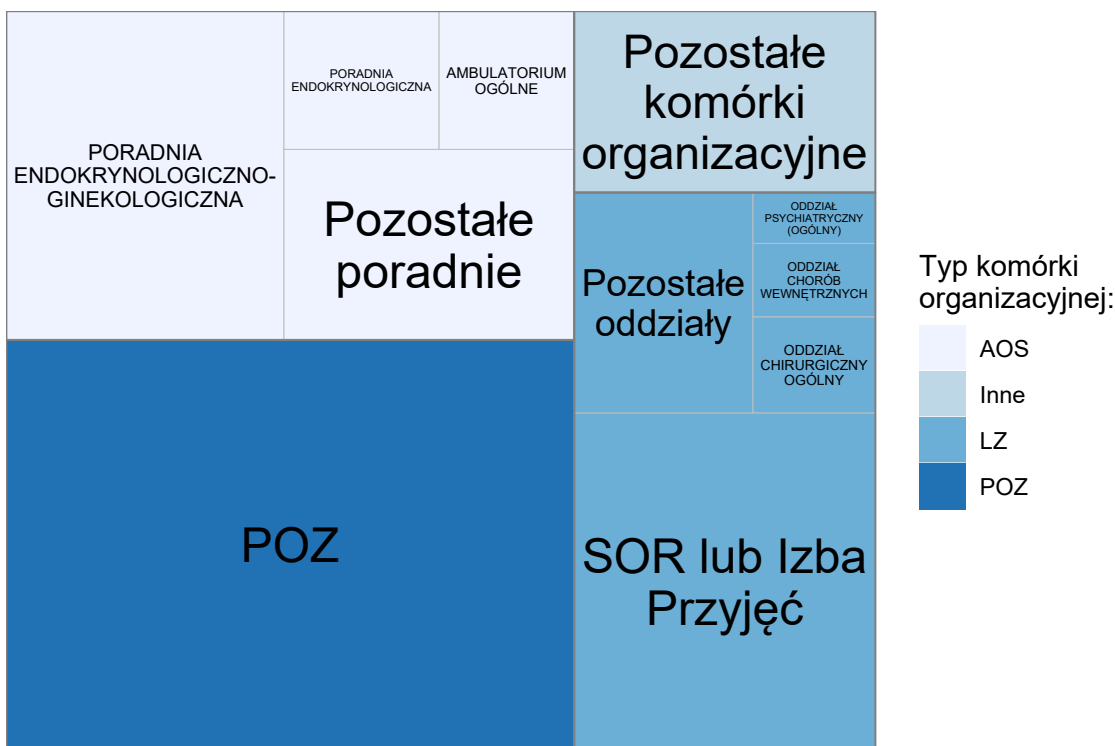 PORADNIA
ENDOKRYNOLOGICZNO-
GINEKOLOGICZNA
PORADNIA
ENDOKRYNOLOGICZNA
AMBULATORIUM
OGÓLNE
Pozostałe
poradnie
POZ
Pozostałe
komórki
organizacyjne
Pozostałe
oddziały
ODDZIAŁ
PSYCHIATRYCZNY
(OGÓLNY)
ODDZIAŁ
CHORÓB
WEWNĘTRZNYCH
ODDZIAŁ
CHIRURGICZNY
OGÓLNY
SOR lub Izba
Przyjęć
Typ komórki
organizacyjnej:
AOS
Inne
LZ
POZ